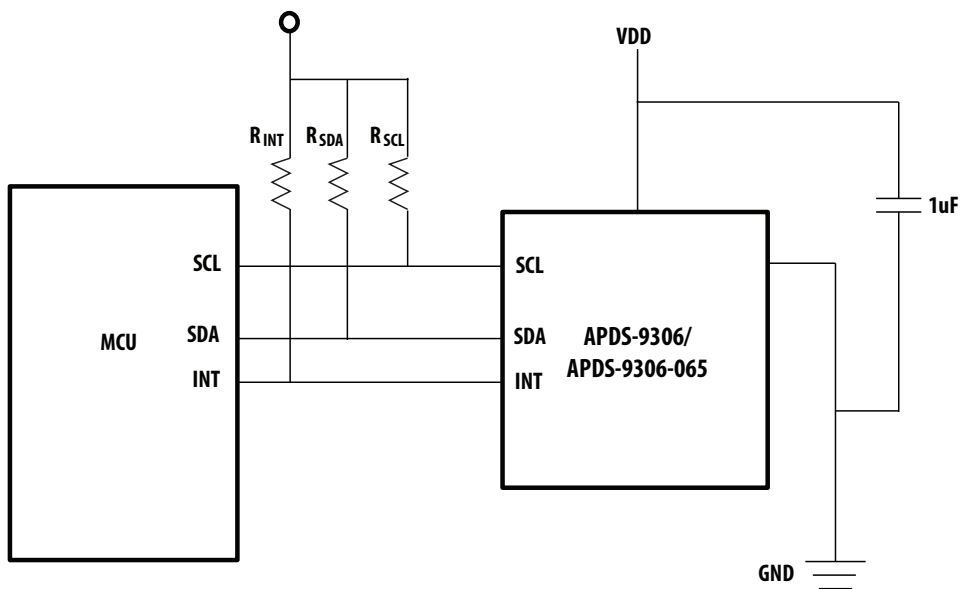 VDD
RINT
RSDA
RSCL
1uF
SCL
SCL
MCU
SDA
SDA
APDS-9306/
APDS-9306-065
INT
INT
GND